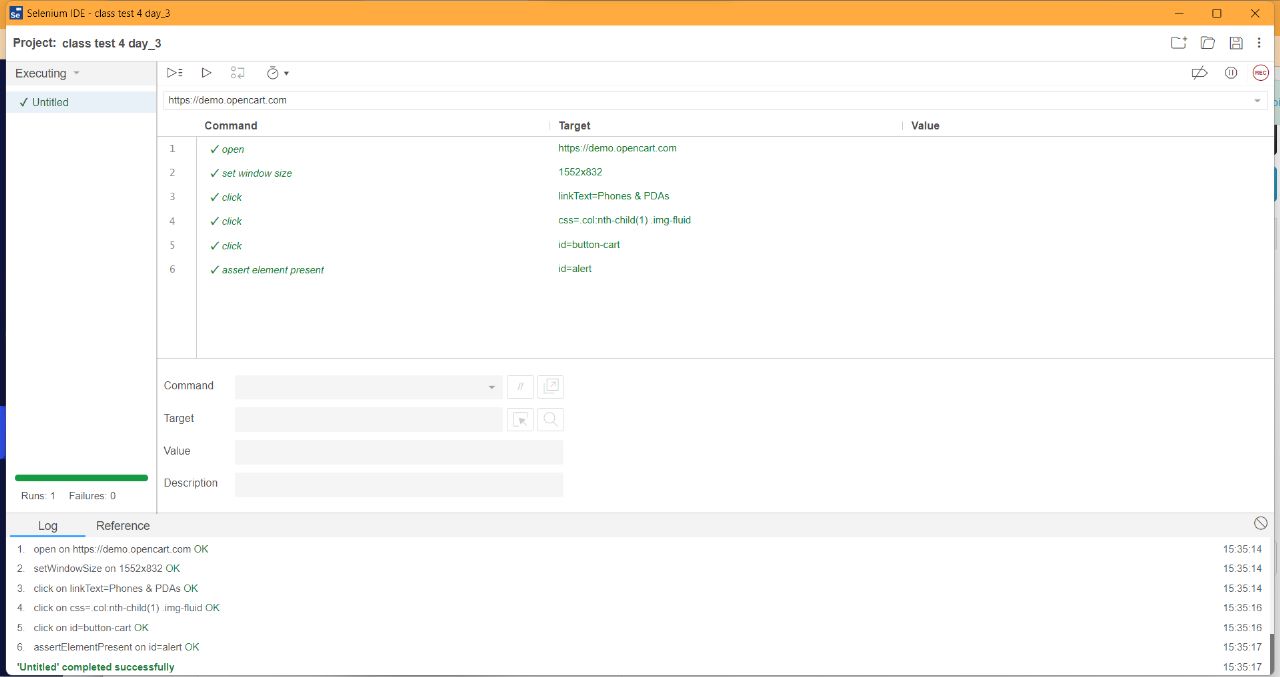 Se Selenium IDE - class test 4 day_3
Project: class test 4 day_3
Executing
REC
✓ Untitled
https://demo.opencart.com
Command Target Value
1 ✓ open https://demo.opencart.com
2 ✓ set window size 1552x832
3 ✓ click linkText=Phones & PDAs
4 ✓ click css=.col:nth-child(1) .img-fluid
5 ✓ click id=button-cart
6 ✓ assert element present id=alert
Command //
Target
Value
Description
Runs: 1 Failures: 0
Log Reference
1. open on https://demo.opencart.com OK 15:35:14
2. setWindowSize on 1552x832 OK 15:35:14
3. click on linkText=Phones & PDAs OK 15:35:14
4. click on css=.col:nth-child(1) .img-fluid OK 15:35:16
5. click on id=button-cart OK 15:35:16
6. assertElementPresent on id=alert OK 15:35:17
'Untitled' completed successfully 15:35:17